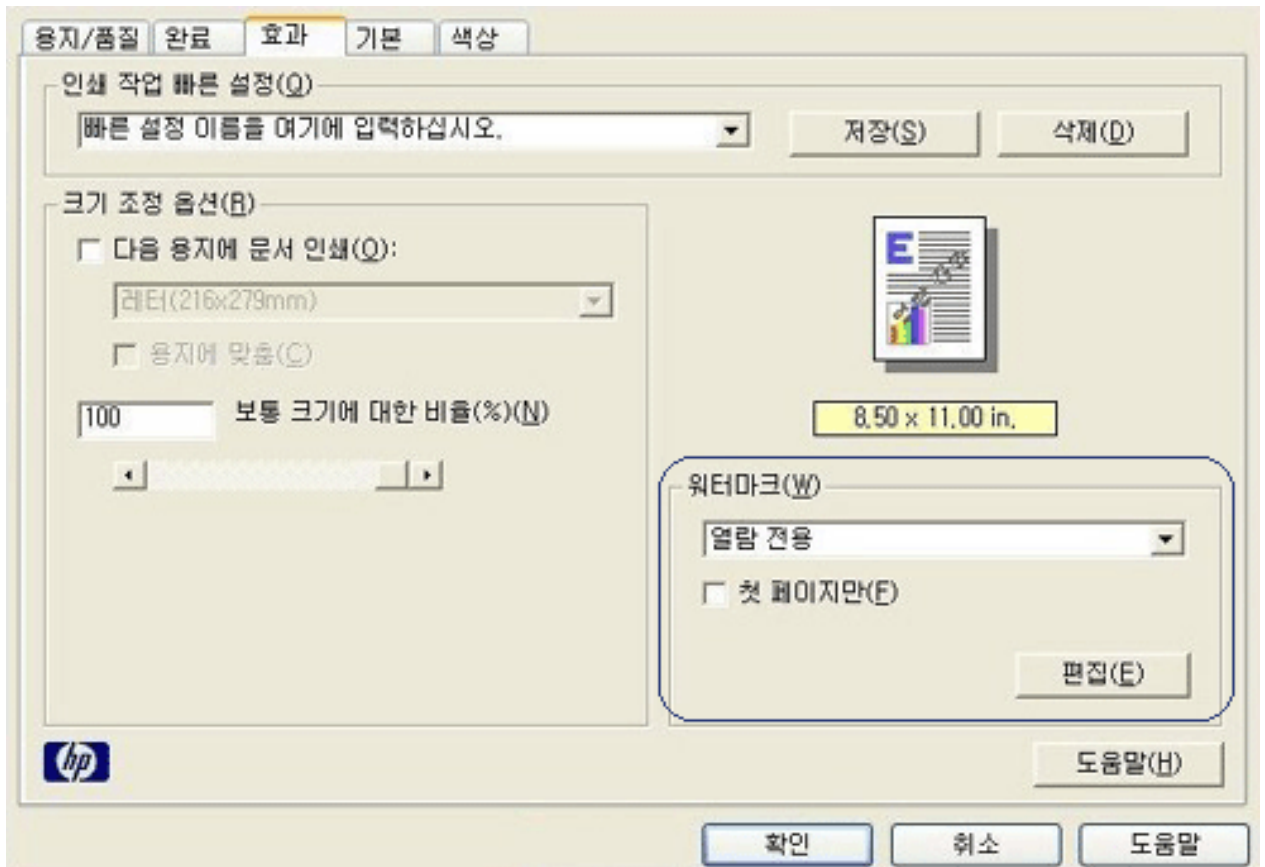 용지/품질 완료 효과 기본 색상
인쇄 작업 빠른 설정(Q)
빠른 설정 이름을 여기에 입력하십시오.
저장(S) 삭제(D)
크기 조정 옵션(R)
다음 용지에 문서 인쇄(O):
레터(216x279mm)
용지에 맞춤(C)
100 보통 크기에 대한 비율(%)(N)
E
8.50 x 11.00 in.
워터마크(W)
열람 전용
첫 페이지만(F)
편집(E)
hp
도움말(H)
확인 취소 도움말